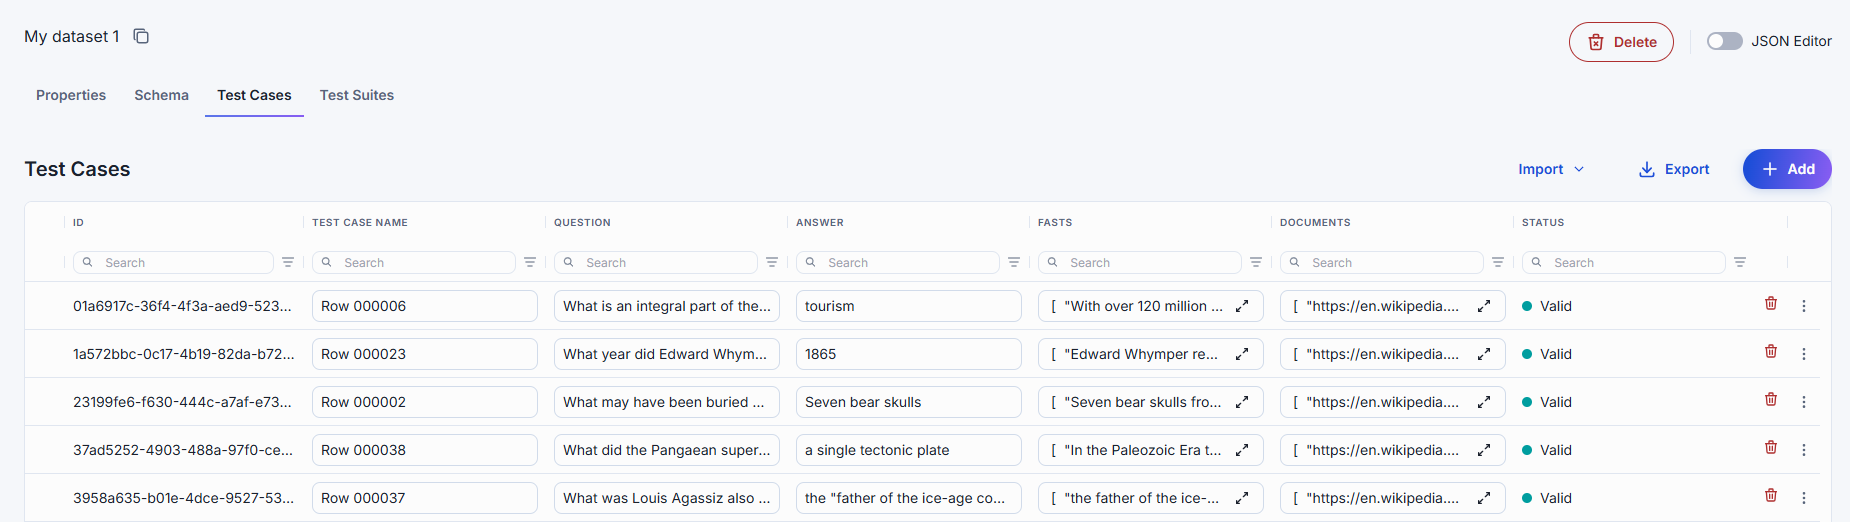 My dataset 1
Delete
JSON Editor
Properties Schema Test Cases Test Suites
Test Cases
Import Export Add
ID TEST CASE NAME QUESTION ANSWER FASTS DOCUMENTS STATUS
Search Search Search Search Search Search Search
01a6917c-36f4-4f3a-aed9-523... Row 000006 What is an integral part of the... tourism [ "With over 120 million ... [ "https://en.wikipedia.... Valid
1a572bbc-0c17-4b19-82da-b72... Row 000023 What year did Edward Whym... 1865 [ "Edward Whymper re... [ "https://en.wikipedia.... Valid
23199fe6-f630-444c-a7af-e73... Row 000002 What may have been buried ... Seven bear skulls [ "Seven bear skulls fro... [ "https://en.wikipedia.... Valid
37ad5252-4903-488a-97f0-ce... Row 000038 What did the Pangaean super... a single tectonic plate [ "In the Paleozoic Era t... [ "https://en.wikipedia.... Valid
3958a635-b01e-4dce-9527-53... Row 000037 What was Louis Agassiz also ... the "father of the ice-age co... [ "the father of the ice-... [ "https://en.wikipedia.... Valid